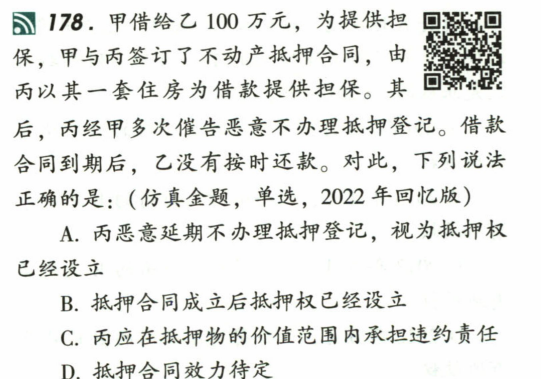 178. 甲借给乙100万元，为提供担
保，甲与丙签订了不动产抵押合同，由
丙以其一套住房为借款提供担保。其
后，丙经甲多次催告恶意不办理抵押登记。借款
合同到期后，乙没有按时还款。对此，下列说法
正确的是：(仿真金题，单选，2022年回忆版)
A. 丙恶意延期不办理抵押登记，视为抵押权
已经设立
B. 抵押合同成立后抵押权已经设立
C. 丙应在抵押物的价值范围内承担违约责任
D. 抵押合同效力待定